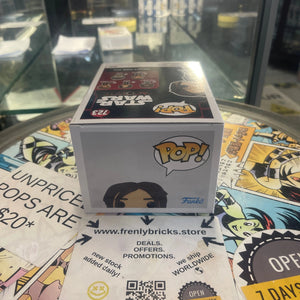 STAR
WARS
723
POP!
POP!
Funko
UNPRICED
POPS ARE
$20*
www.frenlybricks.store
DEALS.
OFFERS.
PROMOTIONS.
new stock
added daily!
we ship
WORLDWIDE
OPEN
OPEN
7 DAYS